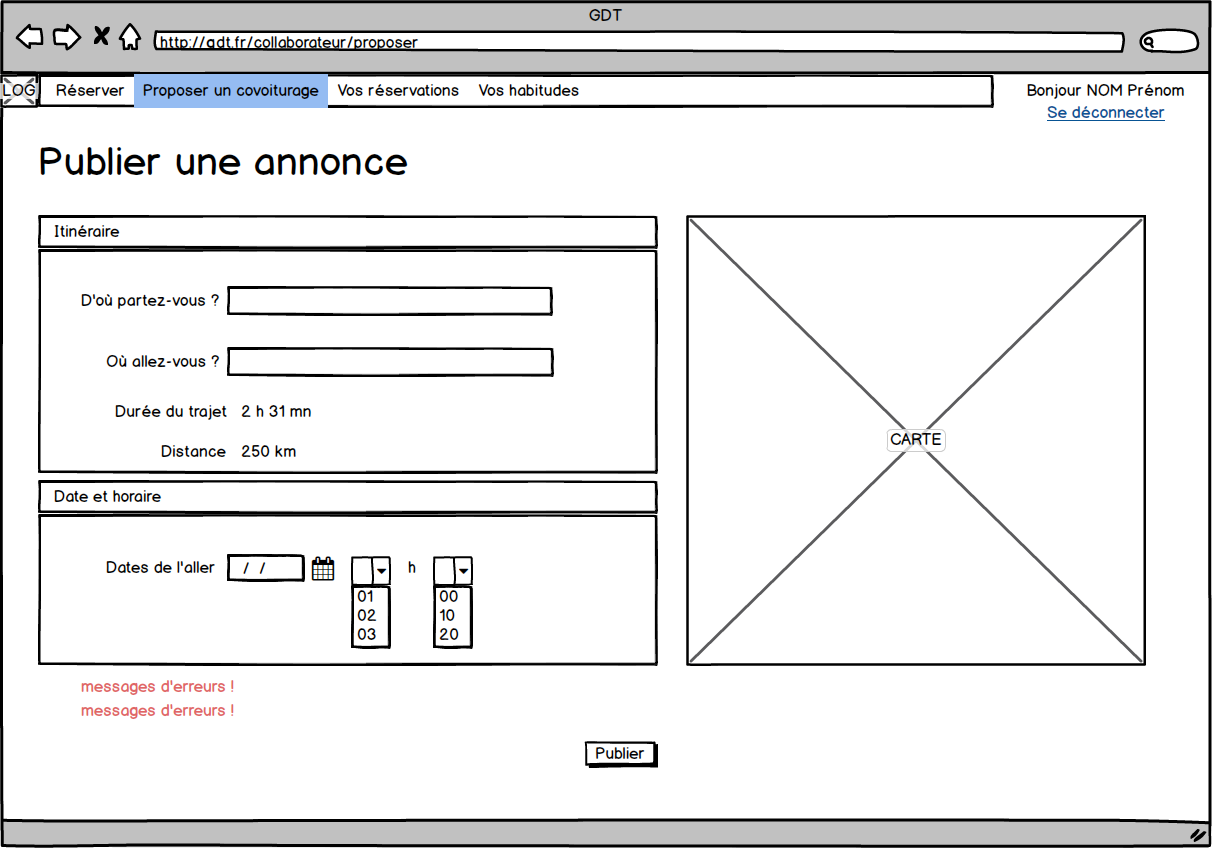 GDT
http://gdt.fr/collaborateur/proposer
LOG Réserver Proposer un covoiturage Vos réservations Vos habitudes Bonjour NOM Prénom
Se déconnecter
Publier une annonce
Itinéraire
D'où partez-vous ?
Où allez-vous ?
Durée du trajet 2 h 31 mn
Distance 250 km
CARTE
Date et horaire
Dates de l'aller / / h
01 00
02 10
03 20
messages d'erreurs !
messages d'erreurs !
Publier